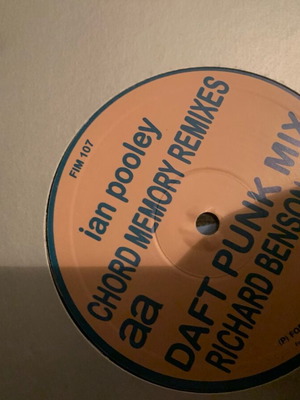 FIM 107
ian pooley
CHORD MEMORY REMIXES
aa
DAFT PUNK MIX
RICHARD BENSON
(P)